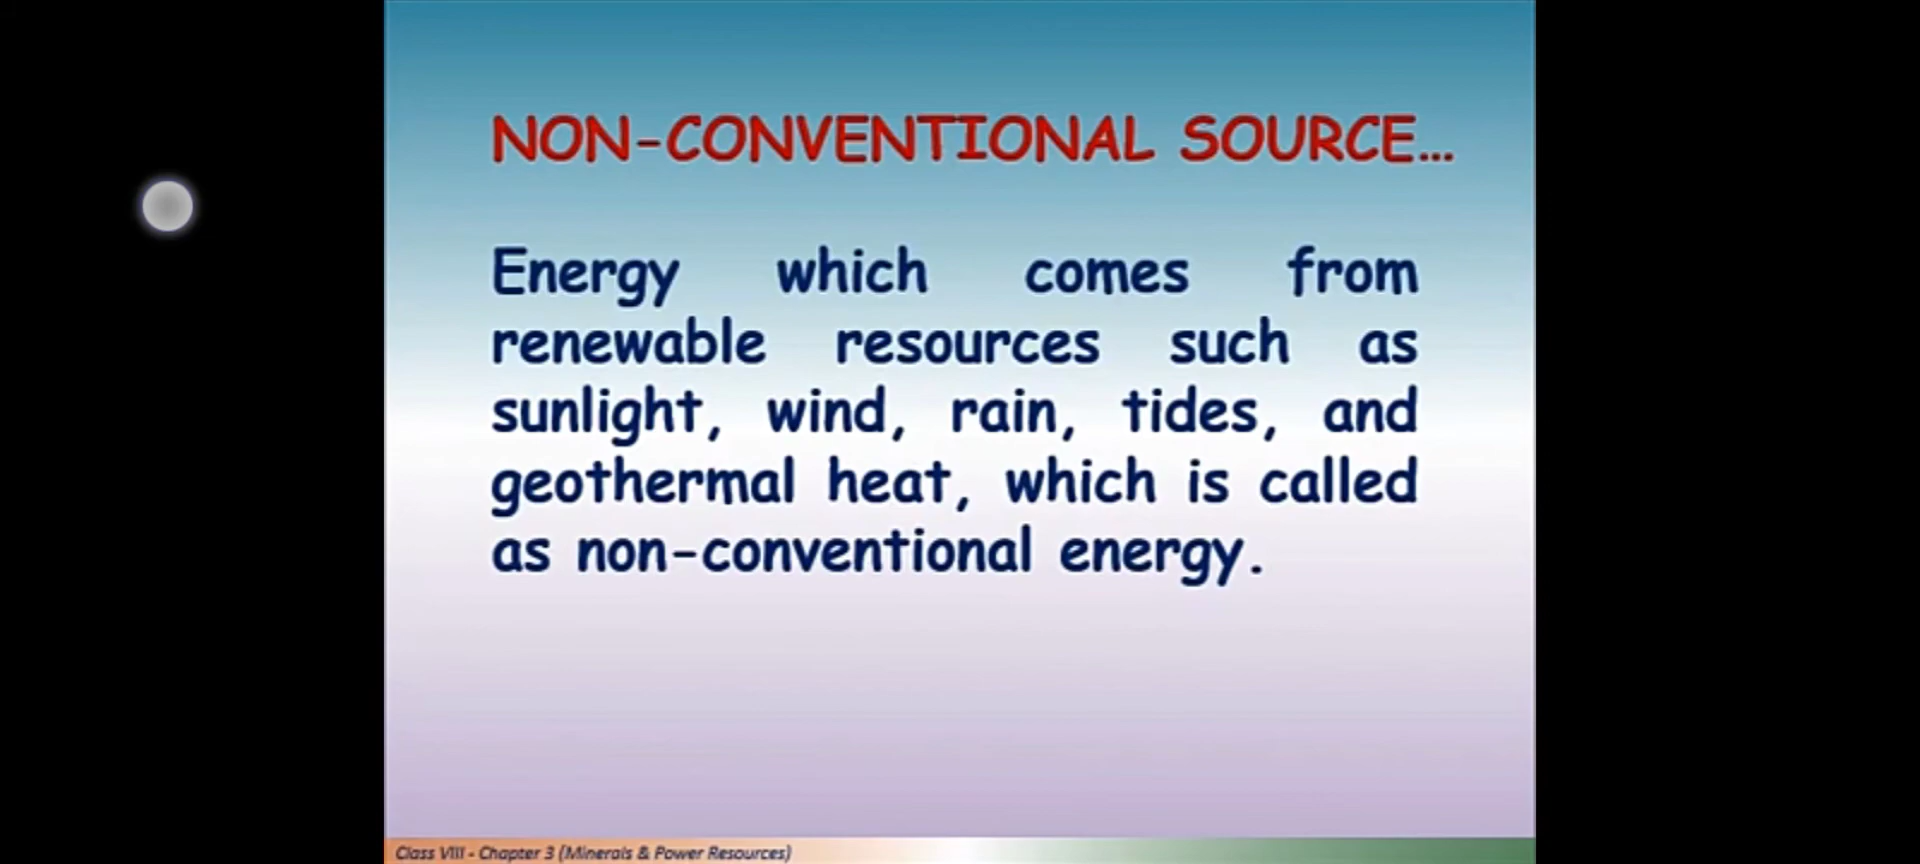 NON-CONVENTIONAL SOURCE...
Energy which comes from
renewable resources such as
sunlight, wind, rain, tides, and
geothermal heat, which is called
as non-conventional energy.
Class VIII - Chapter 3 (Minerals & Power Resources)